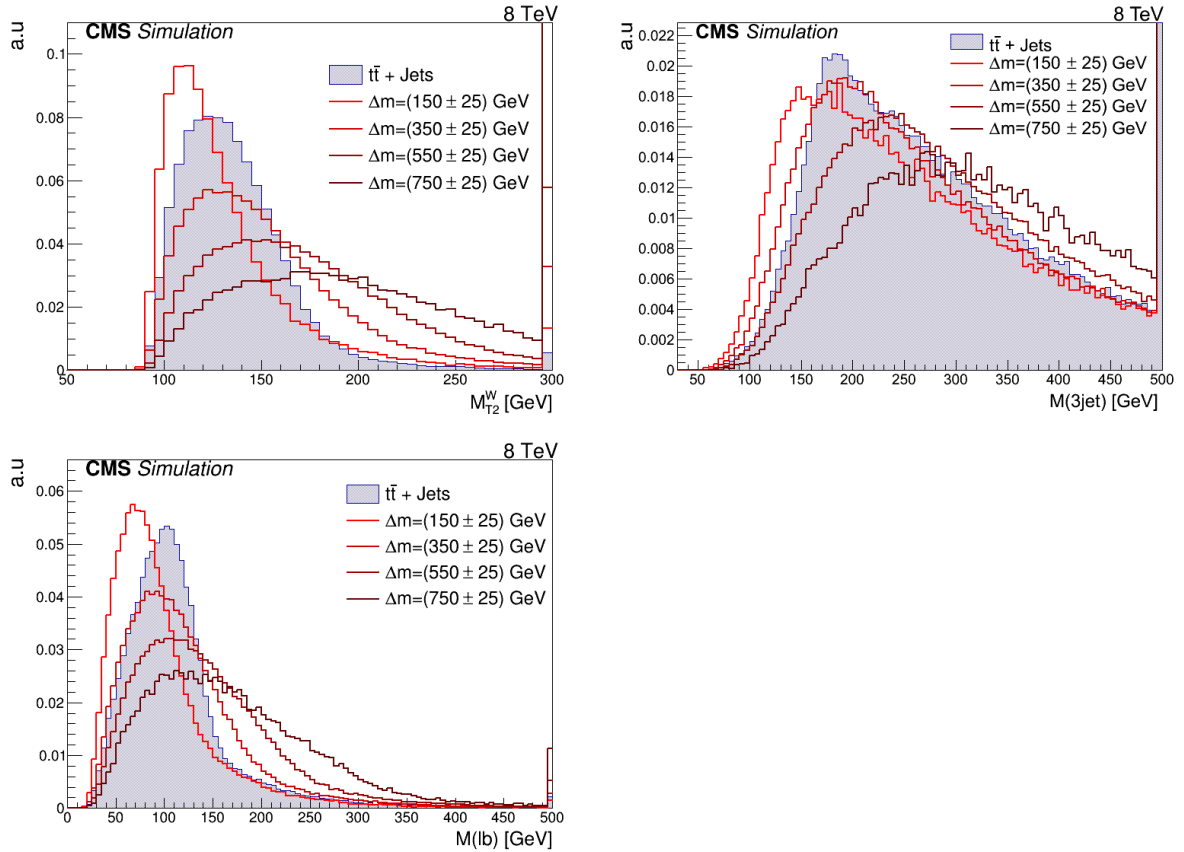 8 TeV
a.u
CMS Simulation
tt̄ + Jets
Δm=(150 ± 25) GeV
Δm=(350 ± 25) GeV
Δm=(550 ± 25) GeV
Δm=(750 ± 25) GeV
0.1
0.08
0.06
0.04
0.02
0
50 100 150 200 250 300
M_T2^W [GeV]
8 TeV
a.u
CMS Simulation
tt̄ + Jets
Δm=(150 ± 25) GeV
Δm=(350 ± 25) GeV
Δm=(550 ± 25) GeV
Δm=(750 ± 25) GeV
0.022
0.02
0.018
0.016
0.014
0.012
0.01
0.008
0.006
0.004
0.002
0
50 100 150 200 250 300 350 400 450 500
M(3jet) [GeV]
8 TeV
a.u
CMS Simulation
tt̄ + Jets
Δm=(150 ± 25) GeV
Δm=(350 ± 25) GeV
Δm=(550 ± 25) GeV
Δm=(750 ± 25) GeV
0.06
0.05
0.04
0.03
0.02
0.01
0
0 50 100 150 200 250 300 350 400 450 500
M(lb) [GeV]